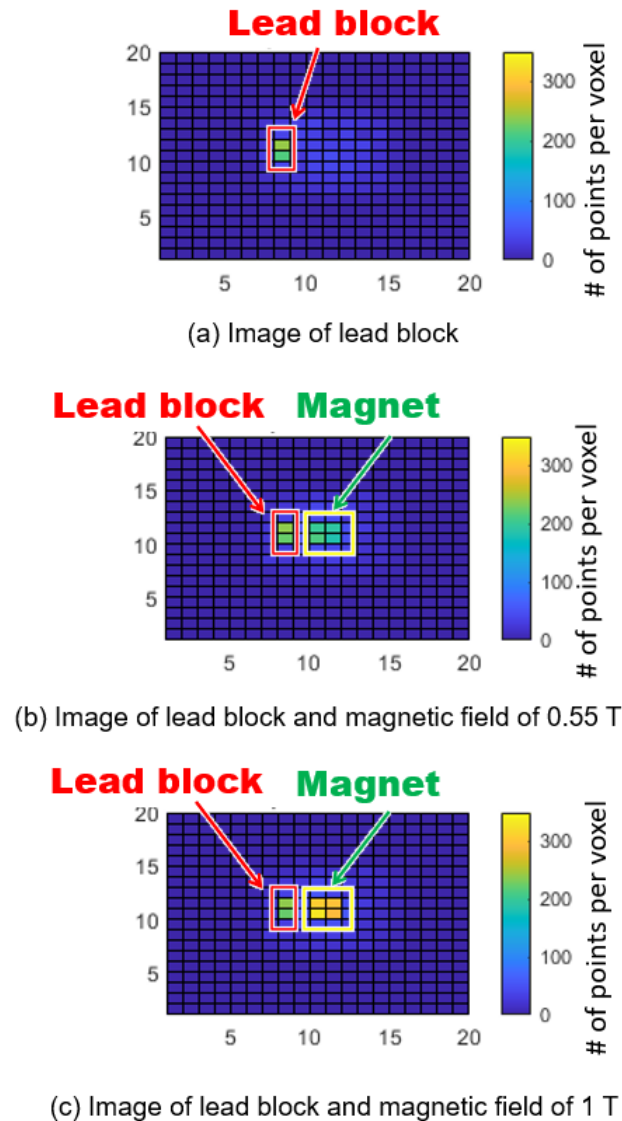 Lead block
20
15
10
5
5 10 15 20
300
200
100
0
# of points per voxel
(a) Image of lead block
Lead block Magnet
20
15
10
5
5 10 15 20
300
200
100
0
# of points per voxel
(b) Image of lead block and magnetic field of 0.55 T
Lead block Magnet
20
15
10
5
5 10 15 20
300
200
100
0
# of points per voxel
(c) Image of lead block and magnetic field of 1 T